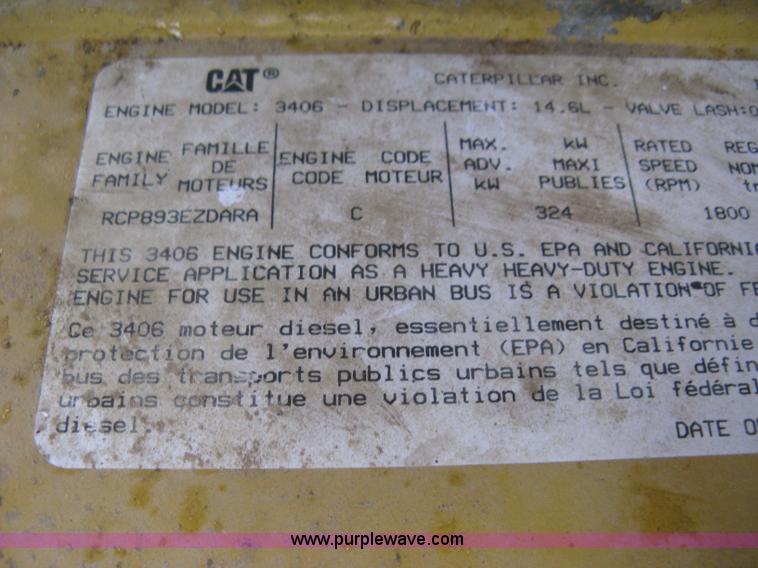 CAT® CATERPILLAR INC.
ENGINE MODEL: 3406 - DISPLACEMENT: 14.6L - VALVE LASH:
ENGINE FAMILY FAMILLE DE MOTEURS ENGINE CODE CODE MOTEUR MAX. ADV. kW kW MAXI PUBLIES RATED SPEED (RPM) REG NOM tr
RCP893EZDARA C 324 1800
THIS 3406 ENGINE CONFORMS TO U.S. EPA AND CALIFORNIA
SERVICE APPLICATION AS A HEAVY HEAVY-DUTY ENGINE.
ENGINE FOR USE IN AN URBAN BUS IS A VIOLATION OF FE
Ce 3406 moteur diesel, essentiellement destiné à d
protection de l'environnement (EPA) en Californie
bus des transports publics urbains tels que défin
urbains constitue une violation de la Loi fédéral
diesel.
DATE O
www.purplewave.com